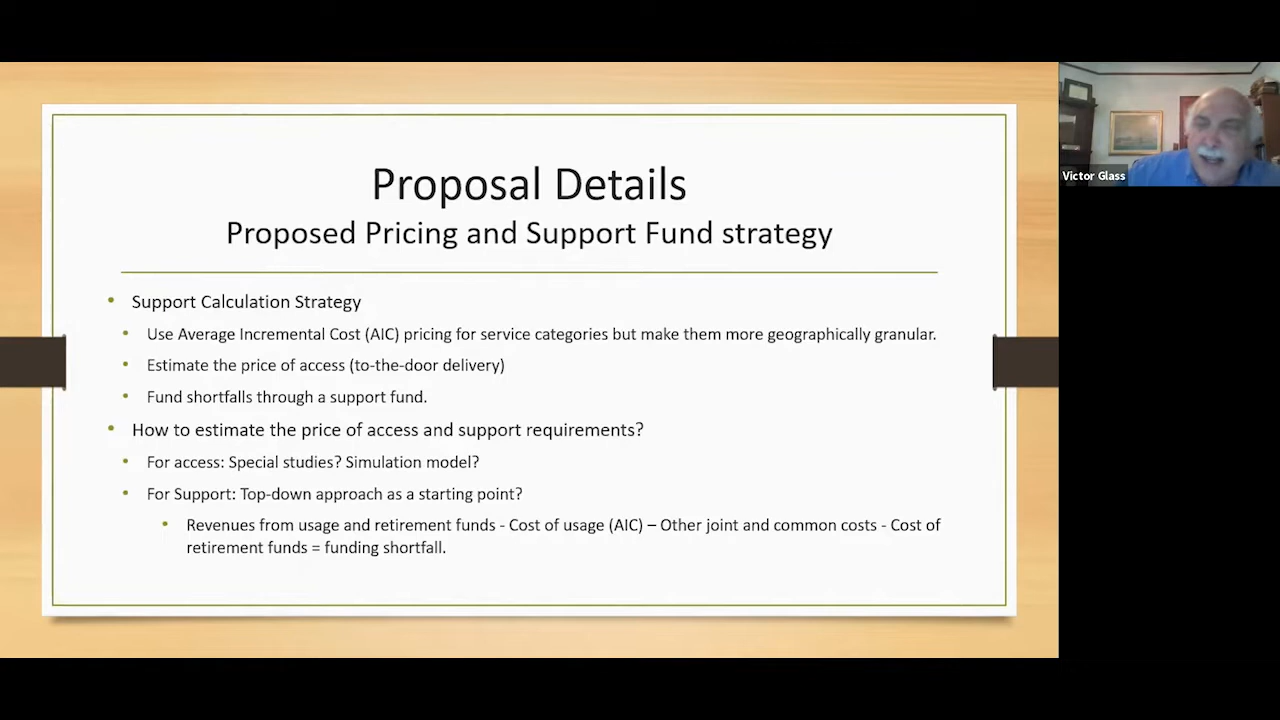 Proposal Details
Proposed Pricing and Support Fund strategy
• Support Calculation Strategy
• Use Average Incremental Cost (AIC) pricing for service categories but make them more geographically granular.
• Estimate the price of access (to-the-door delivery)
• Fund shortfalls through a support fund.
• How to estimate the price of access and support requirements?
• For access: Special studies? Simulation model?
• For Support: Top-down approach as a starting point?
• Revenues from usage and retirement funds - Cost of usage (AIC) – Other joint and common costs - Cost of
retirement funds = funding shortfall.
Victor Glass